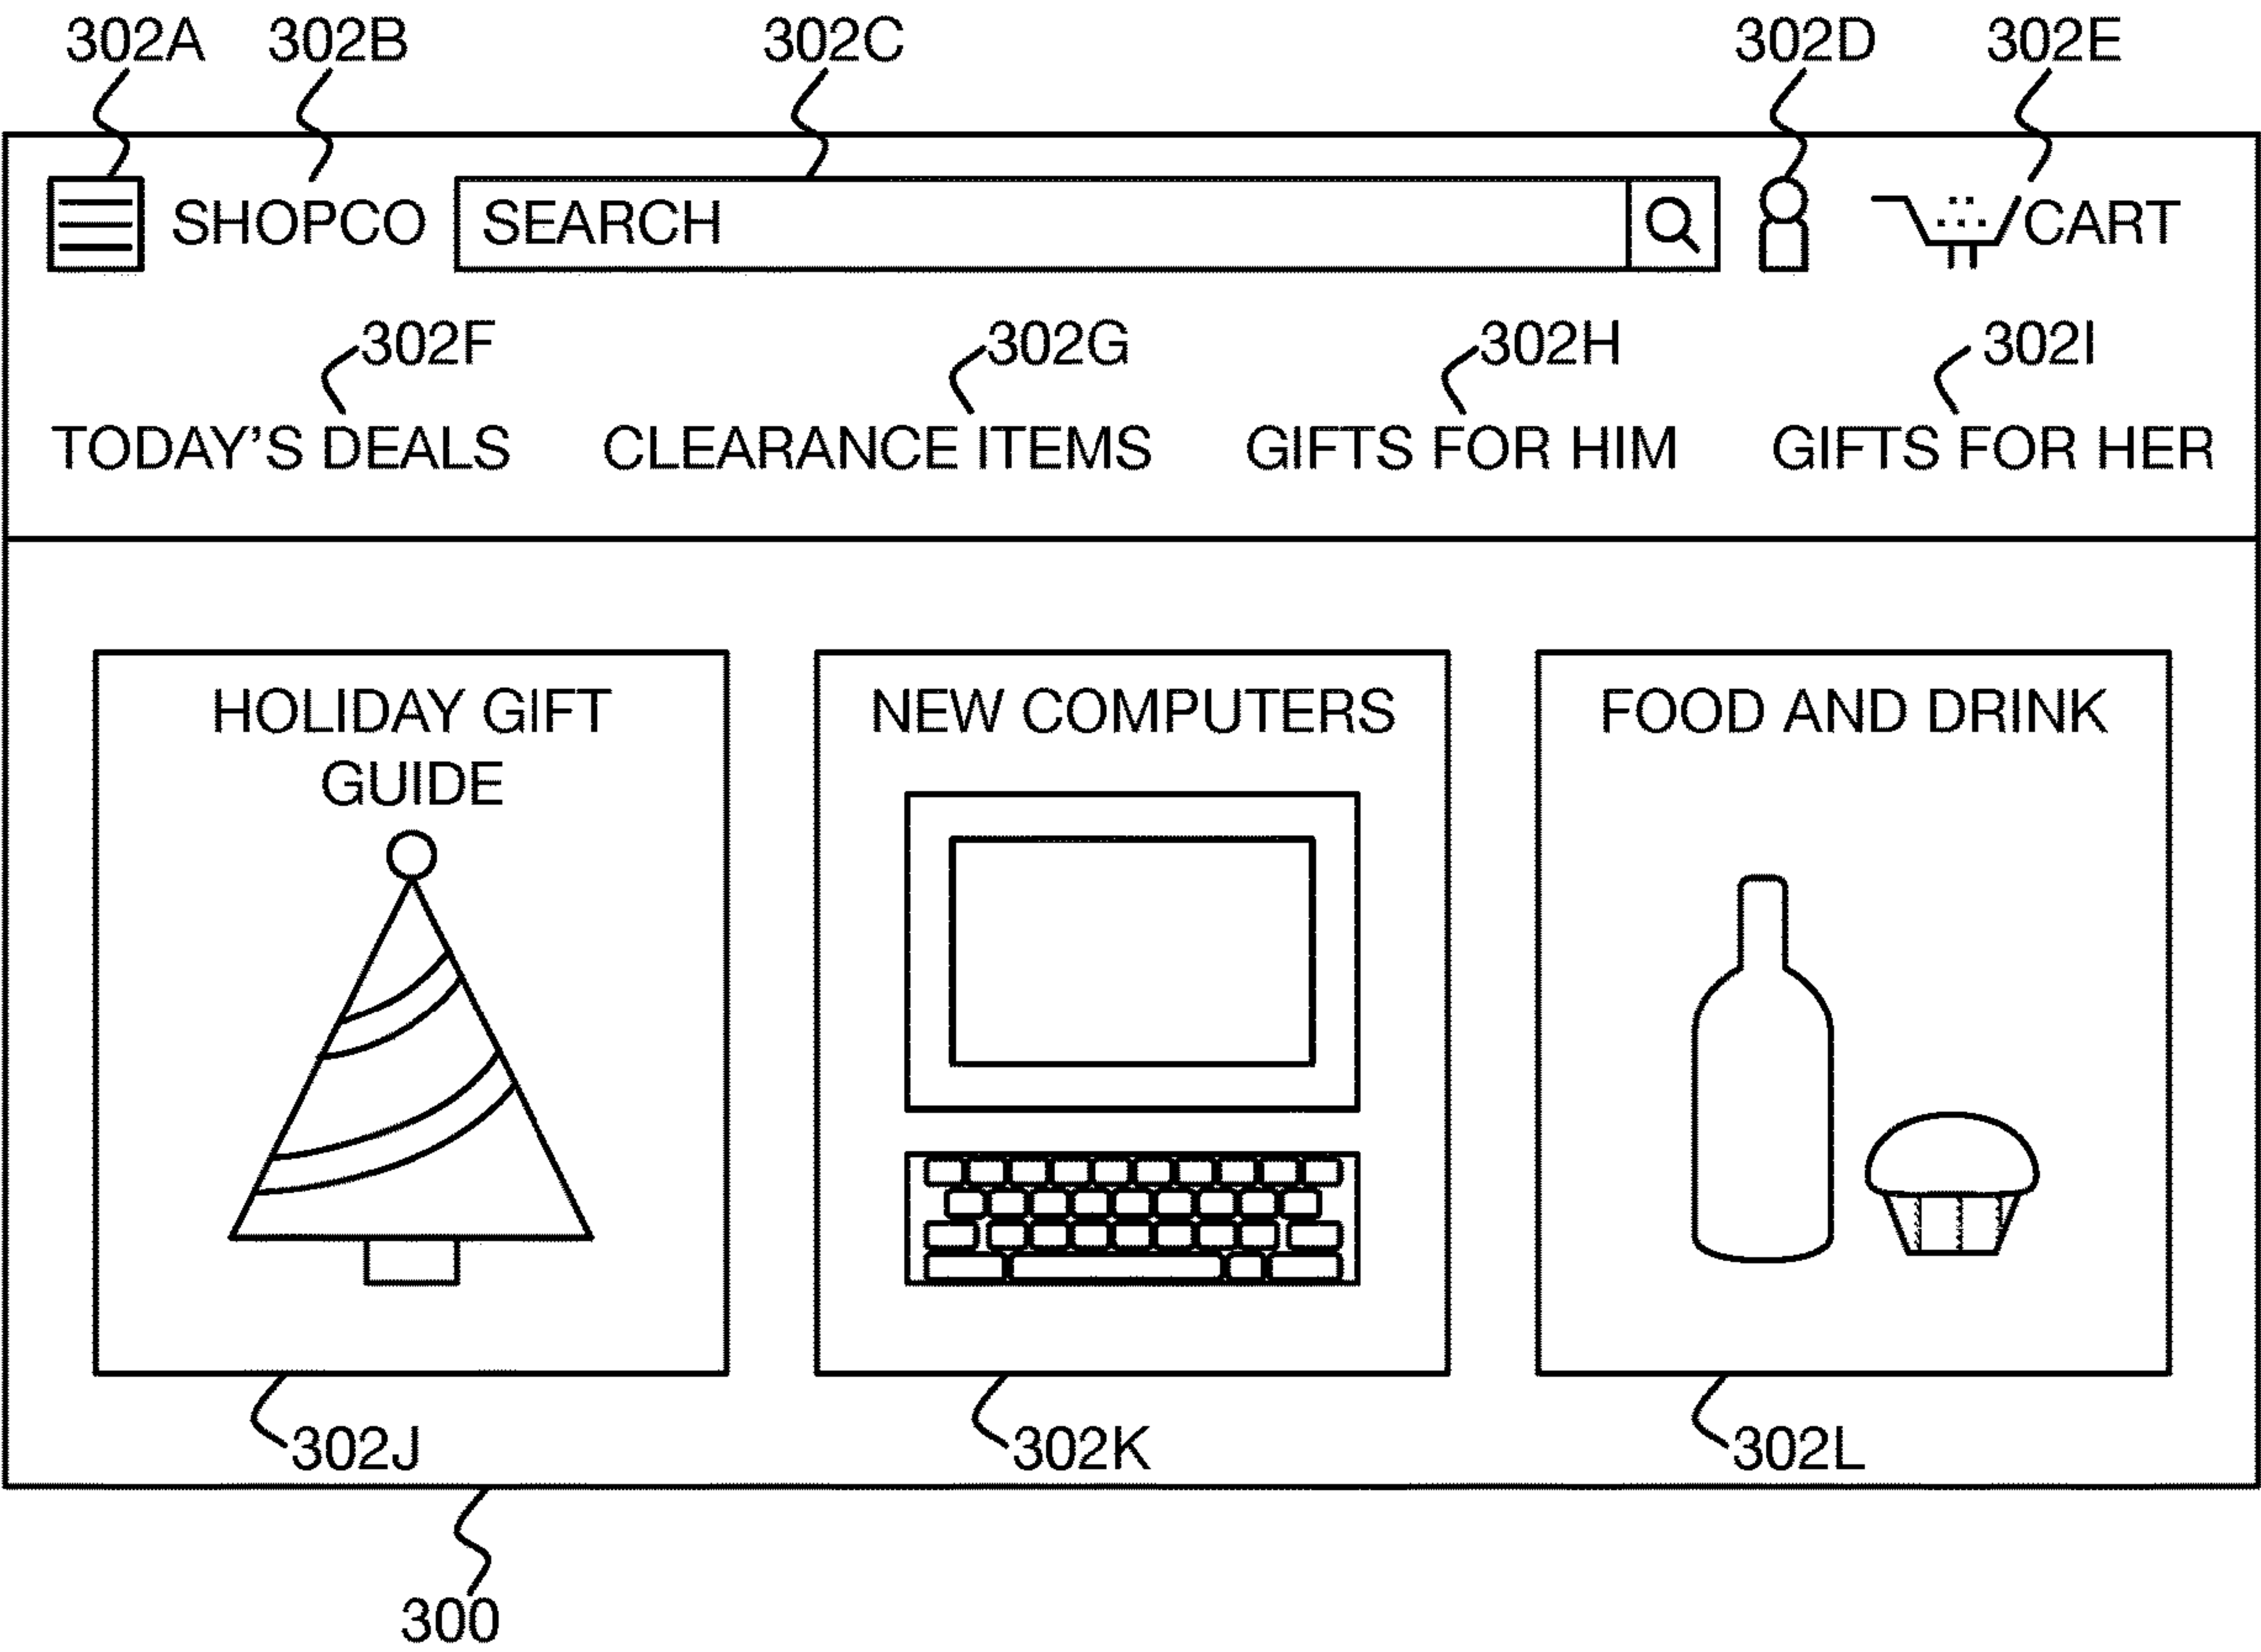 302A 302B 302C 302D 302E
SHOPCO SEARCH CART
302F 302G 302H 302I
TODAY'S DEALS CLEARANCE ITEMS GIFTS FOR HIM GIFTS FOR HER
HOLIDAY GIFT
GUIDE
NEW COMPUTERS
FOOD AND DRINK
302J 302K 302L
300